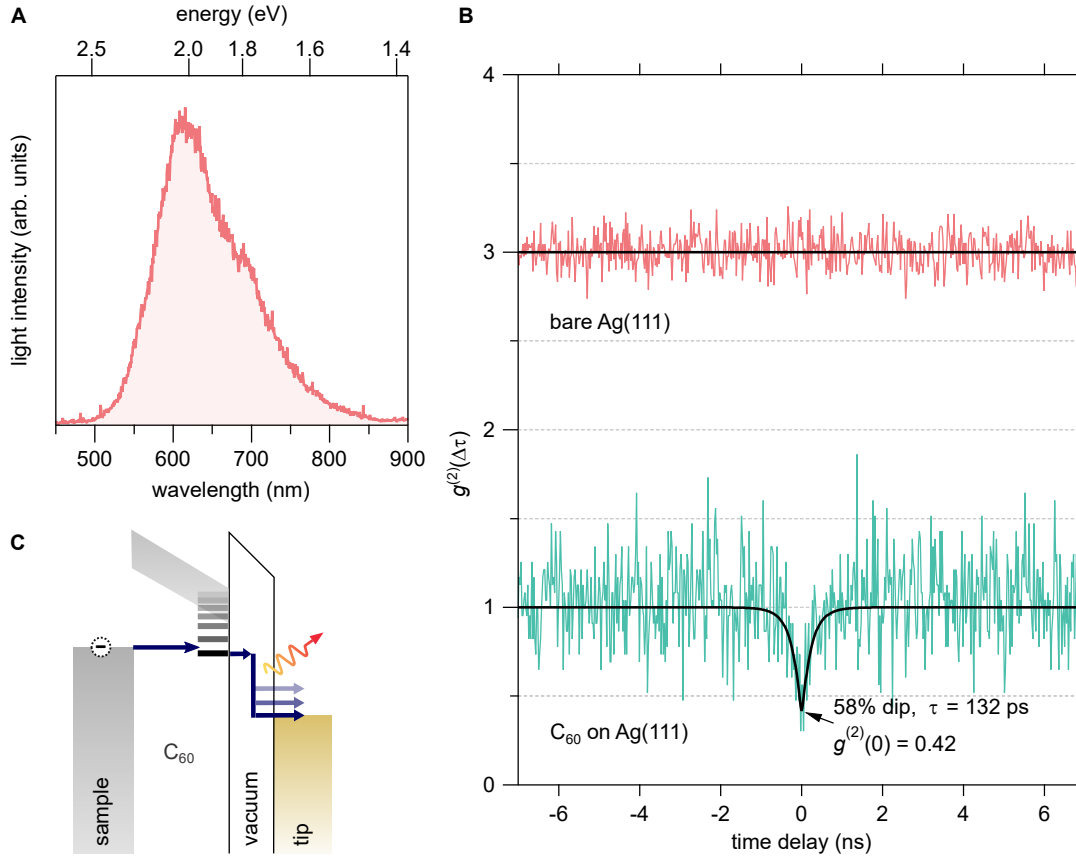 A
energy (eV)
2.5 2.0 1.8 1.6 1.4
light intensity (arb. units)
500 600 700 800 900
wavelength (nm)
B
4
3
2
1
0
g(2)(Δτ)
bare Ag(111)
58% dip, τ = 132 ps
g(2)(0) = 0.42
C60 on Ag(111)
-6 -4 -2 0 2 4 6
time delay (ns)
C
−
C60
sample
vacuum
tip